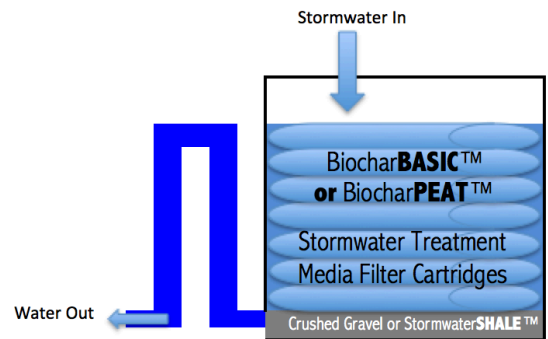 Stormwater In
BiocharBASIC™
or BiocharPEAT™
Stormwater Treatment
Media Filter Cartridges
Water Out
Crushed Gravel or StormwaterSHALE™